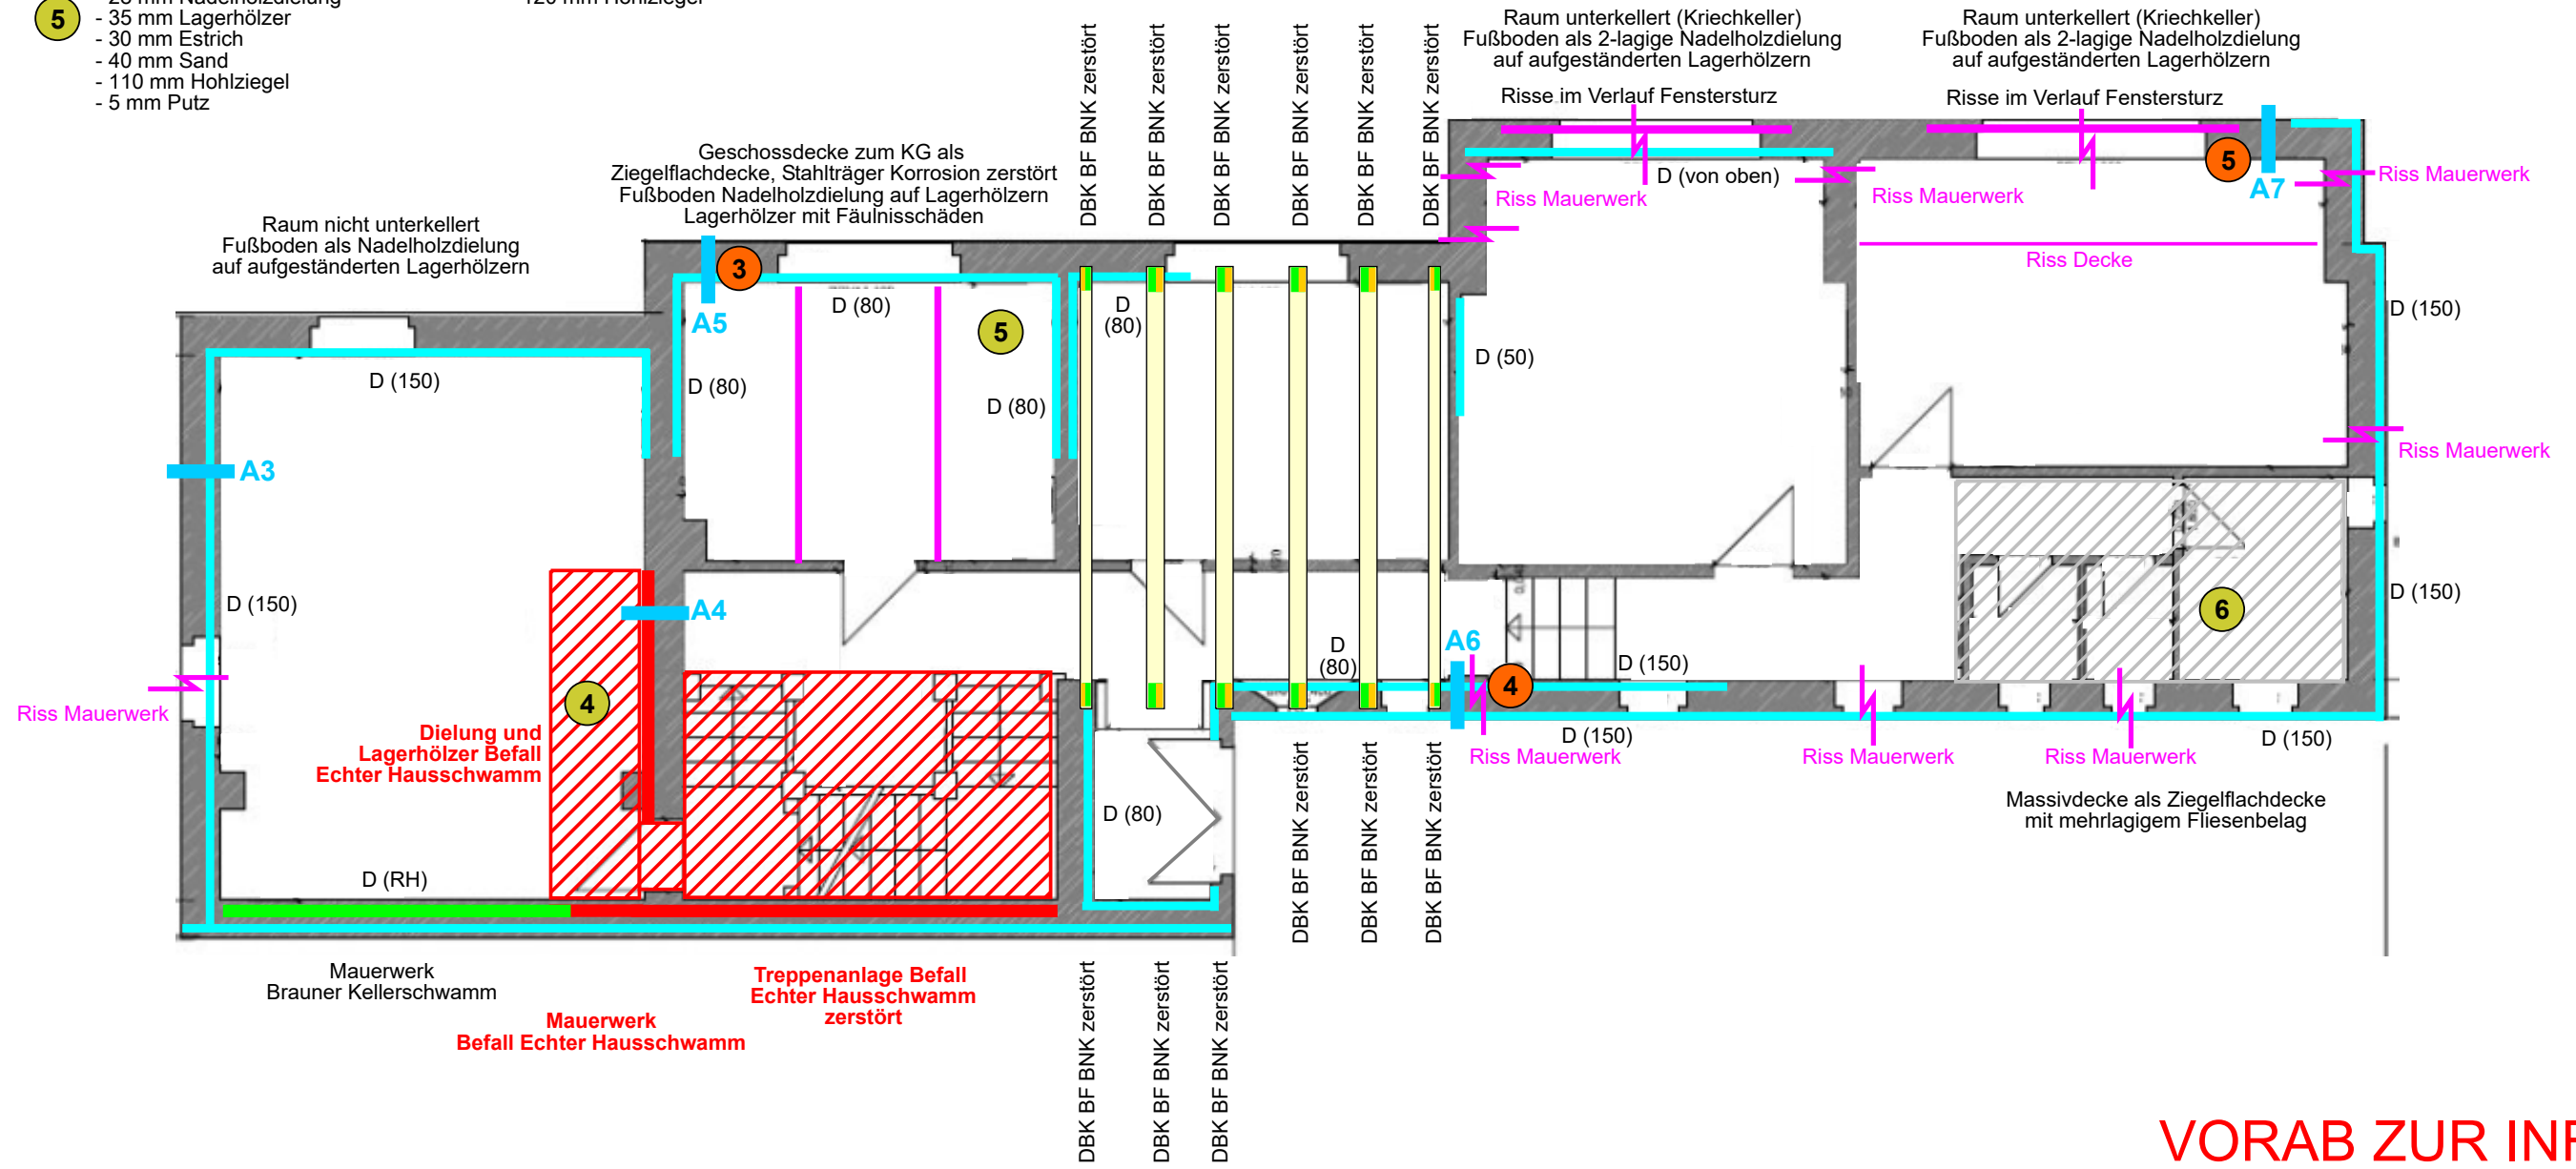 5
- 35 mm Lagerhölzer
- 30 mm Estrich
- 40 mm Sand
- 110 mm Hohlziegel
- 5 mm Putz
Raum nicht unterkellert
Fußboden als Nadelholzdielung
auf aufgeständerten Lagerhölzern
Geschossdecke zum KG als
Ziegelflachdecke, Stahlträger Korrosion zerstört
Fußboden Nadelholzdielung auf Lagerhölzern
Lagerhölzer mit Fäulnisschäden
DBK BF BNK zerstört
DBK BF BNK zerstört
DBK BF BNK zerstört
DBK BF BNK zerstört
DBK BF BNK zerstört
DBK BF BNK zerstört
Raum unterkellert (Kriechkeller)
Fußboden als 2-lagige Nadelholzdielung
auf aufgeständerten Lagerhölzern
Risse im Verlauf Fenstersturz
Raum unterkellert (Kriechkeller)
Fußboden als 2-lagige Nadelholzdielung
auf aufgeständerten Lagerhölzern
Risse im Verlauf Fenstersturz
D (von oben)
Riss Mauerwerk
Riss Mauerwerk
5
A7
Riss Mauerwerk
Riss Decke
3
A5
D (80)
5
D
(80)
D (150)
D (80)
D (80)
D (50)
D (150)
A3
Riss Mauerwerk
D (150)
A4
D (150)
6
A6
D
(80)
D (150)
4
4
Riss Mauerwerk
Dielung und
Lagerhölzer Befall
Echter Hausschwamm
D (150)
Riss Mauerwerk
Riss Mauerwerk
Riss Mauerwerk
D (150)
D (80)
Massivdecke als Ziegelflachdecke
mit mehrlagigem Fliesenbelag
D (RH)
DBK BF BNK zerstört
DBK BF BNK zerstört
DBK BF BNK zerstört
Mauerwerk
Brauner Kellerschwamm
Treppenanlage Befall
Echter Hausschwamm
zerstört
Mauerwerk
Befall Echter Hausschwamm
DBK BF BNK zerstört
DBK BF BNK zerstört
DBK BF BNK zerstört
VORAB ZUR